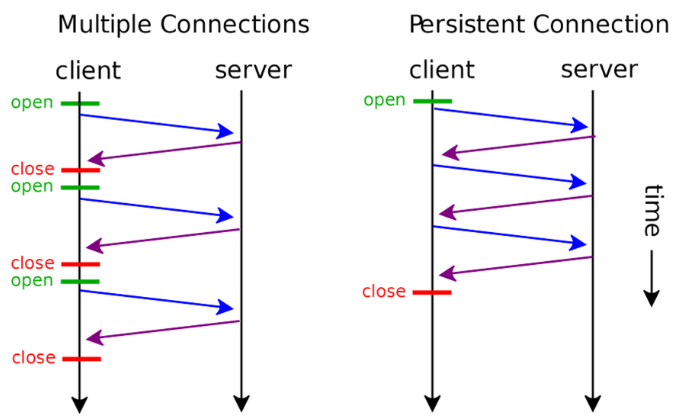 Multiple Connections
client
server
open
close
open
close
open
close
Persistent Connection
client
server
open
close
time